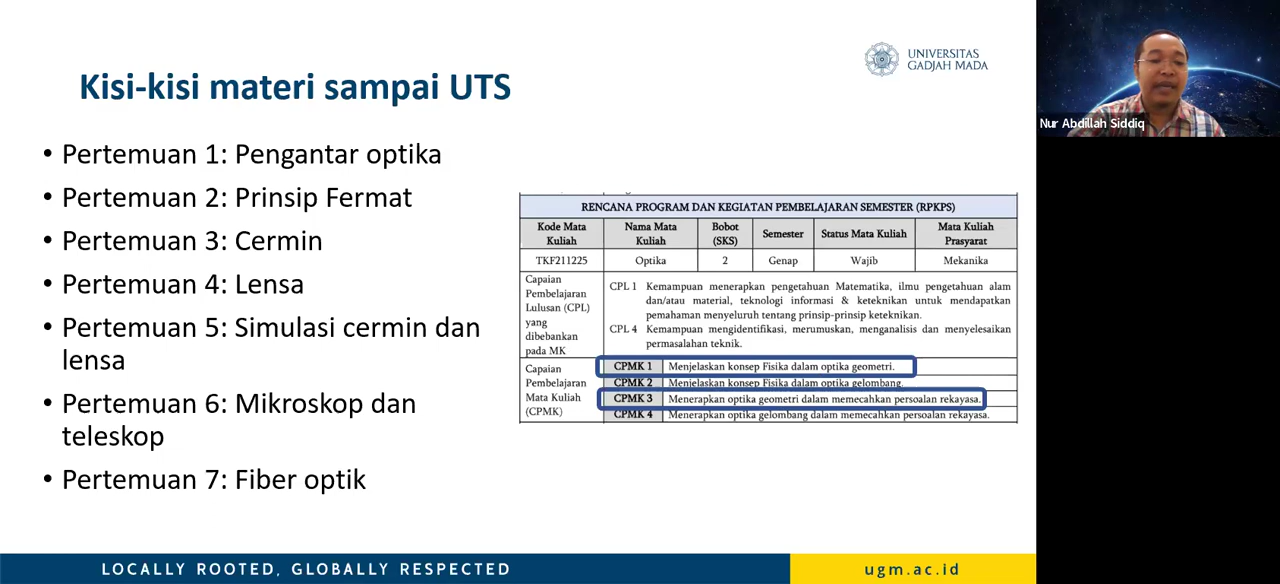 UNIVERSITAS
GADJAH MADA
Nur Abdillah Siddiq
Kisi-kisi materi sampai UTS
• Pertemuan 1: Pengantar optika
• Pertemuan 2: Prinsip Fermat
• Pertemuan 3: Cermin
• Pertemuan 4: Lensa
• Pertemuan 5: Simulasi cermin dan
lensa
• Pertemuan 6: Mikroskop dan
teleskop
• Pertemuan 7: Fiber optik
RENCANA PROGRAM DAN KEGIATAN PEMBELAJARAN SEMESTER (RPKPS)
Kode Mata Kuliah Nama Mata Kuliah Bobot (SKS) Semester Status Mata Kuliah Mata Kuliah Prasyarat
TKF211225 Optika 2 Genap Wajib Mekanika
Capaian
Pembelajaran
Lulusan (CPL)
yang
dibebankan
pada MK
CPL 1 Kemampuan menerapkan pengetahuan Matematika, ilmu pengetahuan alam
dan/atau material, teknologi informasi & keteknikan untuk mendapatkan
pemahaman menyeluruh tentang prinsip-prinsip keteknikan.
CPL 4 Kemampuan mengidentifikasi, merumuskan, menganalisis dan menyelesaikan
permasalahan teknik.
Capaian
Pembelajaran
Mata Kuliah
(CPMK)
CPMK 1 Menjelaskan konsep Fisika dalam optika geometri.
CPMK 2 Menjelaskan konsep Fisika dalam optika gelombang.
CPMK 3 Menerapkan optika geometri dalam memecahkan persoalan rekayasa.
CPMK 4 Menerapkan optika gelombang dalam memecahkan persoalan rekayasa.
LOCALLY ROOTED, GLOBALLY RESPECTED
ugm.ac.id